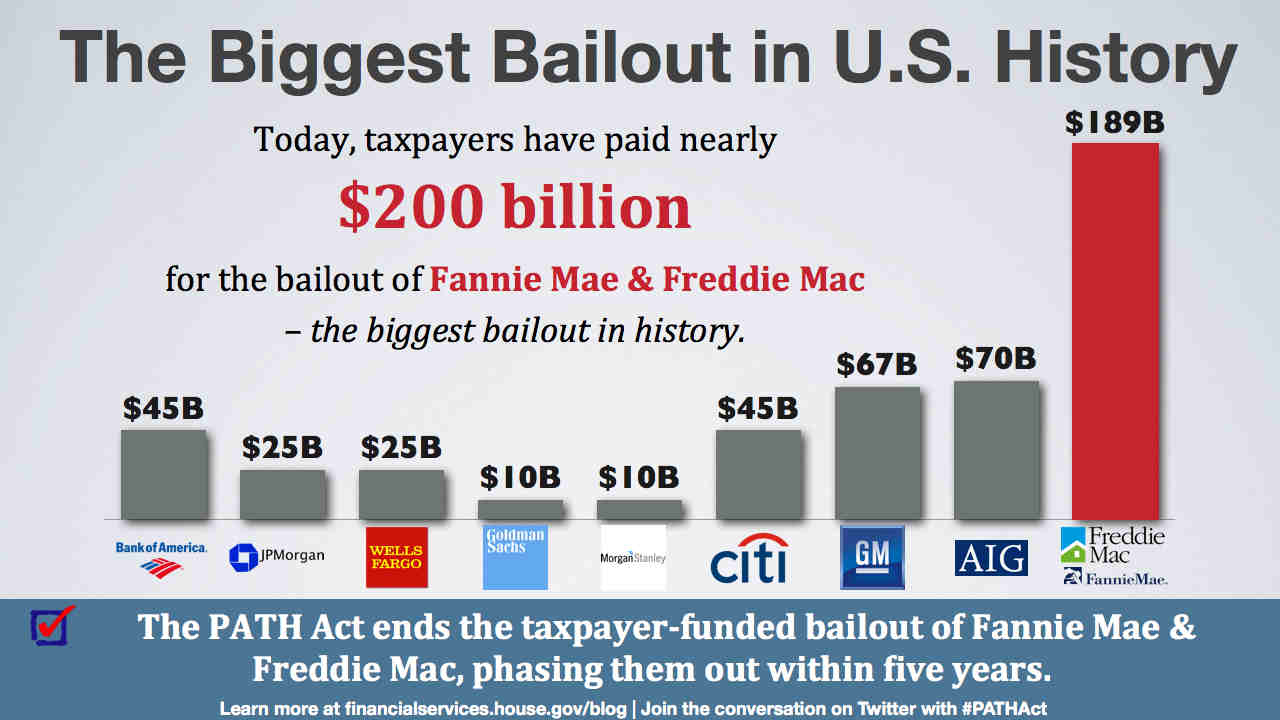 The Biggest Bailout in U.S. History
Today, taxpayers have paid nearly
$200 billion
for the bailout of Fannie Mae & Freddie Mac
– the biggest bailout in history.
$45B
$25B
$25B
$10B
$10B
$45B
$67B
$70B
$189B
Bank of America.
JPMorgan
WELLS
FARGO
Goldman
Sachs
Morgan Stanley
citi
GM
AIG
Freddie
Mac
FannieMae.
The PATH Act ends the taxpayer-funded bailout of Fannie Mae &
Freddie Mac, phasing them out within five years.
Learn more at financialservices.house.gov/blog | Join the conversation on Twitter with #PATHAct